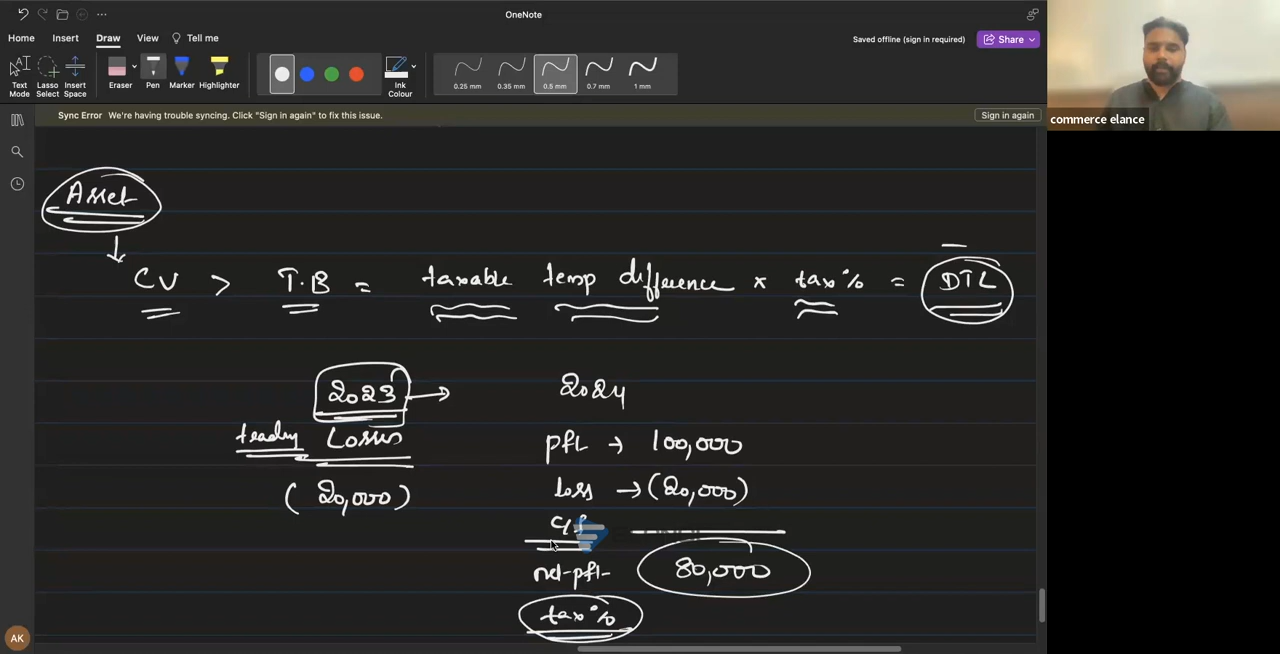 OneNote
Home Insert Draw View Tell me
Saved offline (sign in required) Share
Text Mode Lasso Select Insert Space Eraser Pen Marker Highlighter Ink Colour 0.25 mm 0.35 mm 0.5 mm 0.7 mm 1 mm
Sync Error We're having trouble syncing. Click "Sign in again" to fix this issue. Sign in again
commerce elance
Asset
CV > T.B = taxable temp difference × tax% = DTL
2023 → 2024
pft → 100,000
trading Losses
loss → (20,000)
(20,000)
c/f
net-pft- 80,000
tax%
AK